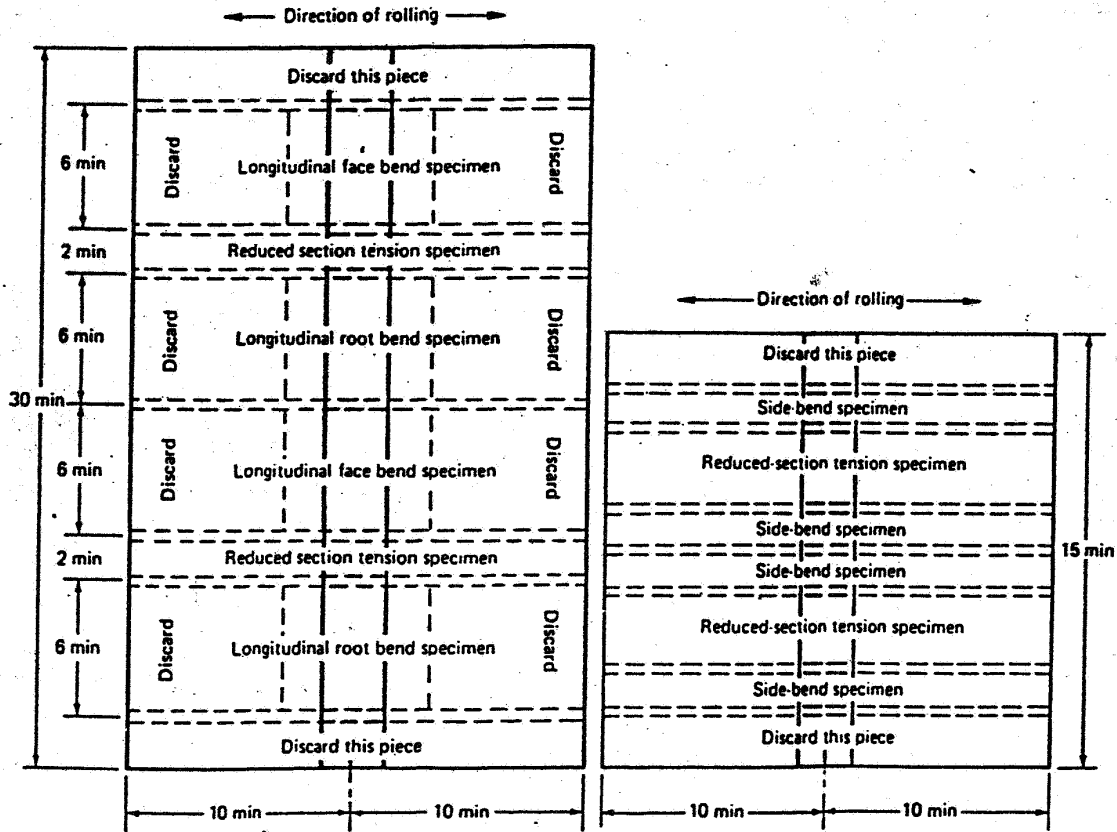 Direction of rolling
Discard this piece
6 min
Discard
Longitudinal face bend specimen
Discard
2 min
Reduced section tension specimen
6 min
Discard
Longitudinal root bend specimen
Discard
30 min
6 min
Discard
Longitudinal face bend specimen
Discard
2 min
Reduced section tension specimen
6 min
Discard
Longitudinal root bend specimen
Discard
Discard this piece
10 min
10 min
Direction of rolling
Discard this piece
Side-bend specimen
Reduced-section tension specimen
Side-bend specimen
15 min
Side-bend specimen
Reduced-section tension specimen
Side-bend specimen
Discard this piece
10 min
10 min